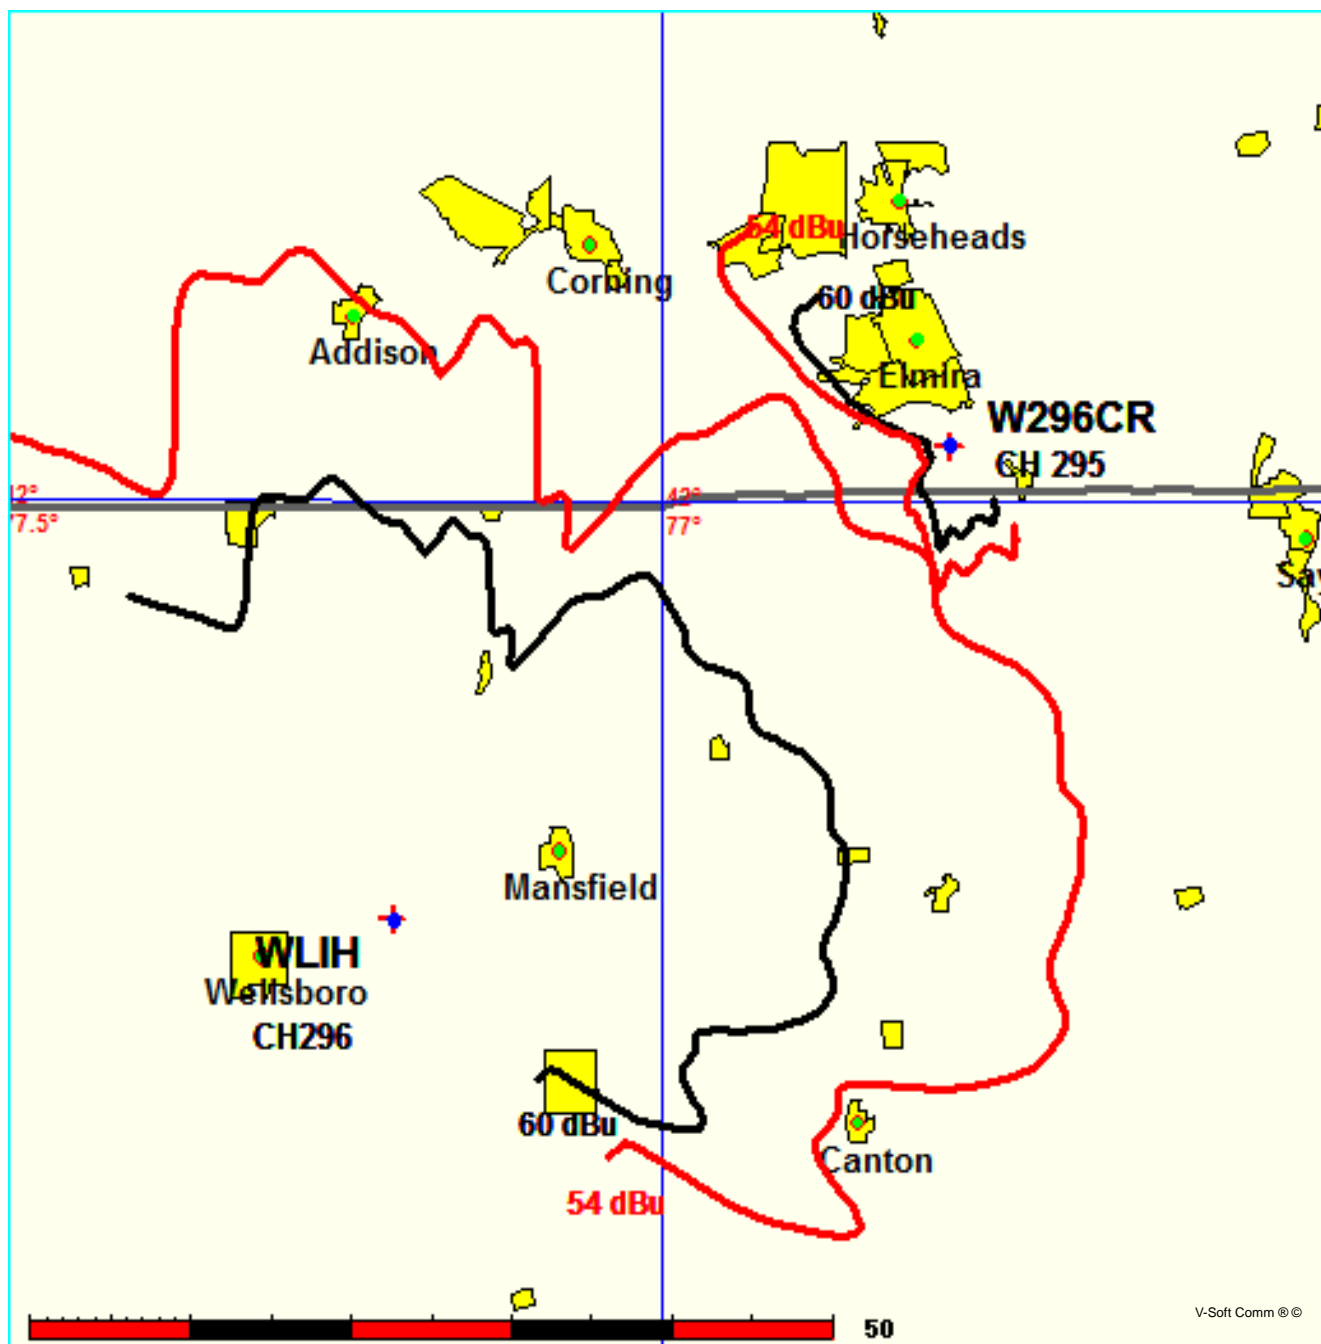 54 dBu
Horseheads
Corning
60 dBu
Addison
Elmira
W296CR
CH 295
42°
77°
7.5°
Say
Mansfield
WLIH
Wellsboro
CH296
60 dBu
Canton
54 dBu
V-Soft Comm ® ©
50